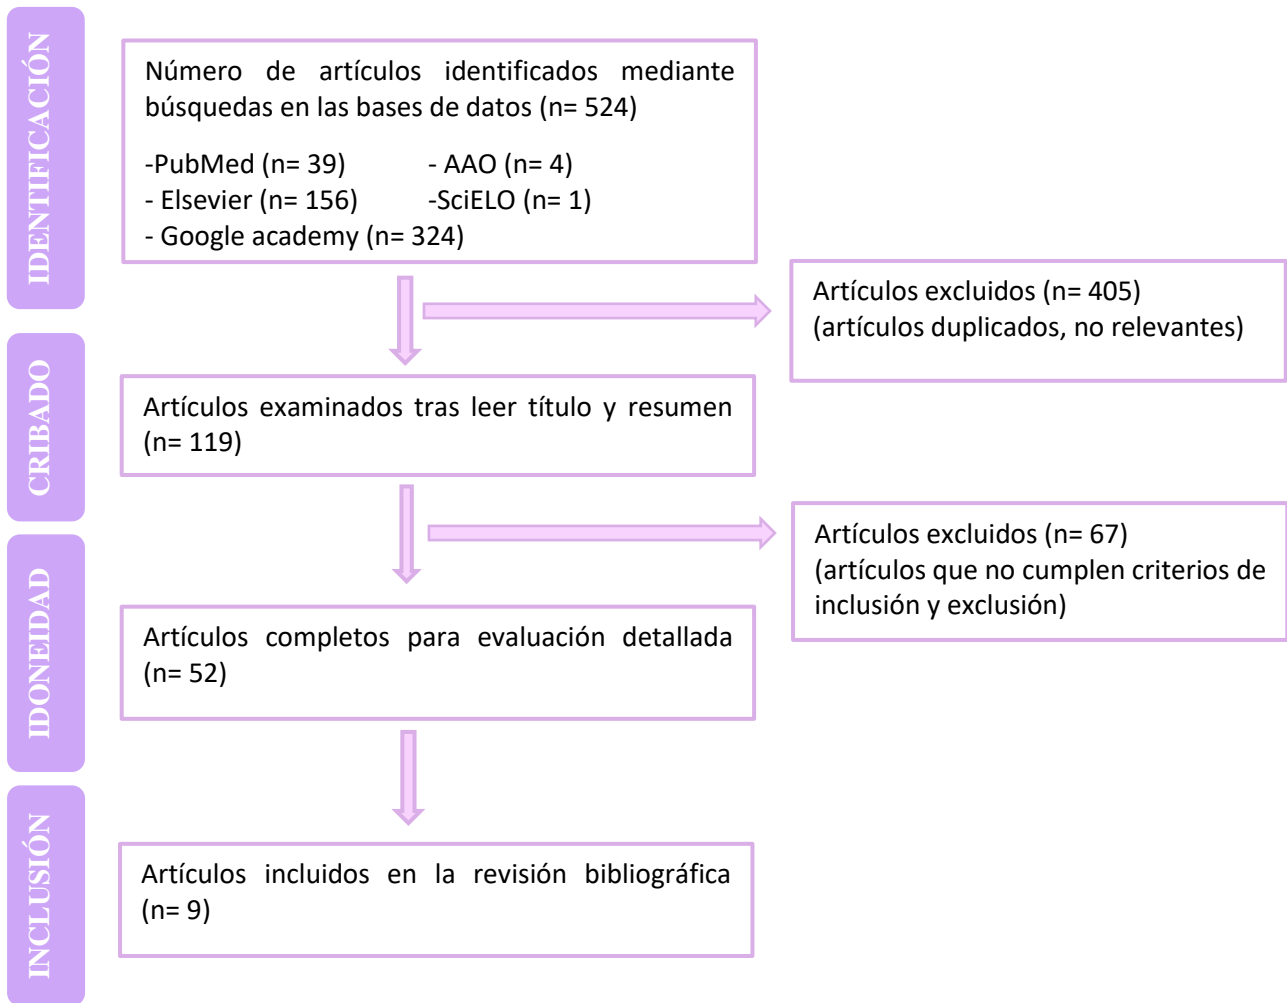 IDENTIFICACIÓN
Número de artículos identificados mediante
búsquedas en las bases de datos (n= 524)
-PubMed (n= 39) - AAO (n= 4)
- Elsevier (n= 156) -SciELO (n= 1)
- Google academy (n= 324)
Artículos excluidos (n= 405)
(artículos duplicados, no relevantes)
CRIBADO
Artículos examinados tras leer título y resumen
(n= 119)
Artículos excluidos (n= 67)
(artículos que no cumplen criterios de
inclusión y exclusión)
IDONEIDAD
Artículos completos para evaluación detallada
(n= 52)
INCLUSIÓN
Artículos incluidos en la revisión bibliográfica
(n= 9)